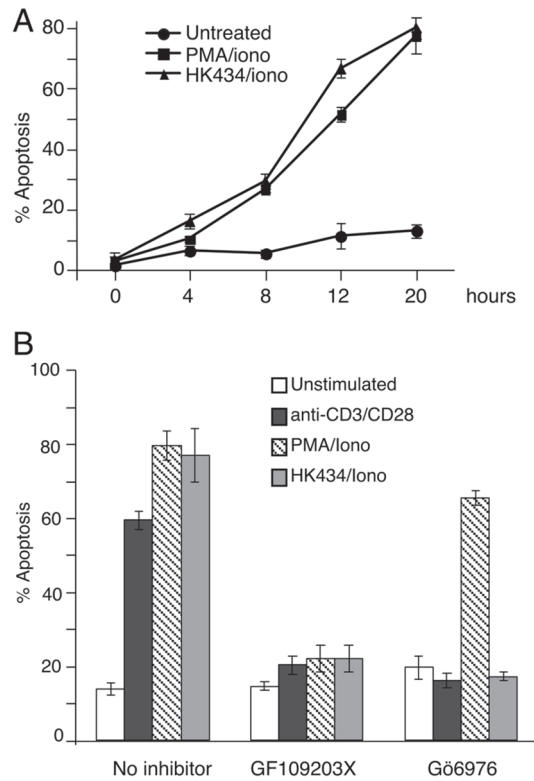 A
80
60
40
20
0
% Apoptosis
Untreated
PMA/iono
HK434/iono
0 4 8 12 20 hours
B
100
80
60
40
20
0
% Apoptosis
Unstimulated
anti-CD3/CD28
PMA/Iono
HK434/Iono
No inhibitor GF109203X Gö6976